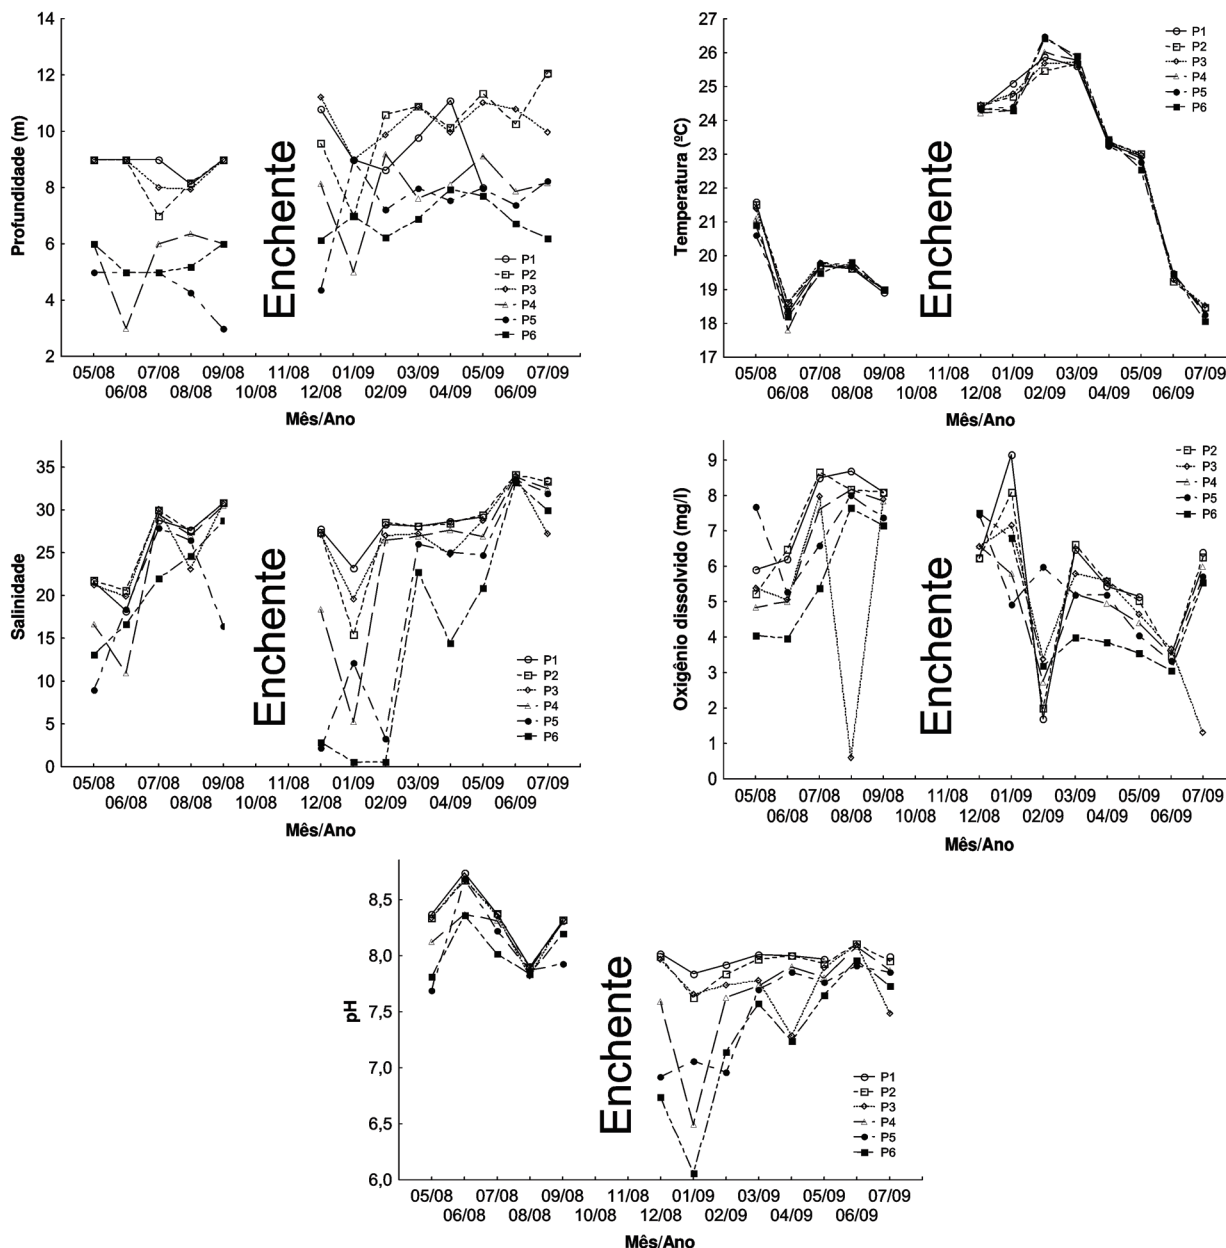 14
12
10
8
6
4
2
Profundidade (m)
Enchente
P1
P2
P3
P4
P5
P6
05/08 07/08 09/08 11/08 01/09 03/09 05/09 07/09
06/08 08/08 10/08 12/08 02/09 04/09 06/09
Mês/Ano
27
26
25
24
23
22
21
20
19
18
17
Temperatura (ºC)
Enchente
P1
P2
P3
P4
P5
P6
05/08 07/08 09/08 11/08 01/09 03/09 05/09 07/09
06/08 08/08 10/08 12/08 02/09 04/09 06/09
Mês/Ano
35
30
25
20
15
10
5
0
Salinidade
Enchente
P1
P2
P3
P4
P5
P6
05/08 07/08 09/08 11/08 01/09 03/09 05/09 07/09
06/08 08/08 10/08 12/08 02/09 04/09 06/09
Mês/Ano
9
8
7
6
5
4
3
2
1
0
Oxigênio dissolvido (mg/l)
Enchente
P2
P3
P4
P5
P6
05/08 07/08 09/08 11/08 01/09 03/09 05/09 07/09
06/08 08/08 10/08 12/08 02/09 04/09 06/09
Mês/Ano
8,5
8,0
7,5
7,0
6,5
6,0
pH
Enchente
P1
P2
P3
P4
P5
P6
05/08 07/08 09/08 11/08 01/09 03/09 05/09 07/09
06/08 08/08 10/08 12/08 02/09 04/09 06/09
Mês/Ano